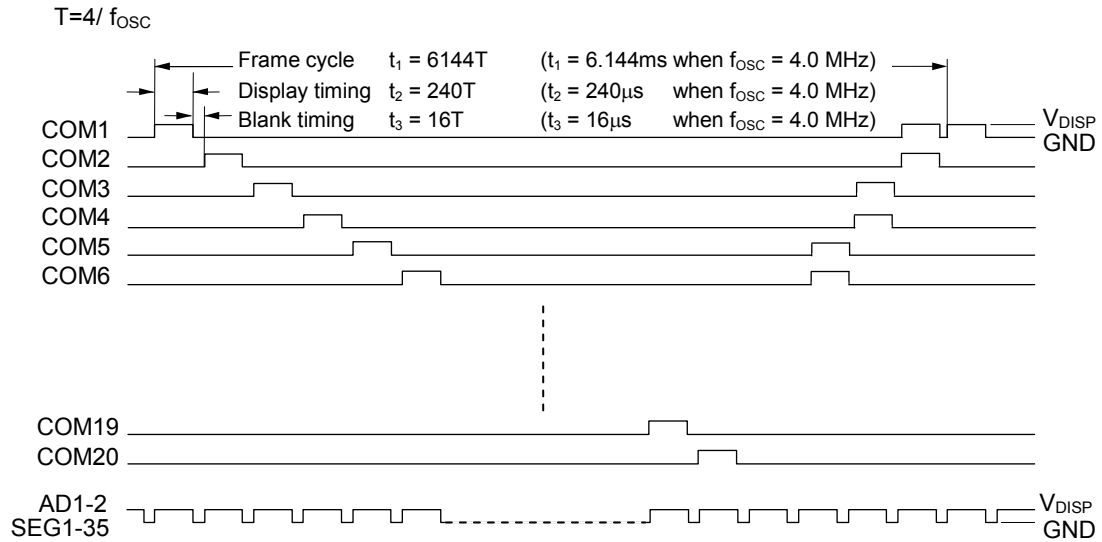 T=4/ fOSC
Frame cycle t1 = 6144T (t1 = 6.144ms when fOSC = 4.0 MHz)
Display timing t2 = 240T (t2 = 240μs when fOSC = 4.0 MHz)
Blank timing t3 = 16T (t3 = 16μs when fOSC = 4.0 MHz)
COM1 VDISP
GND
COM2
COM3
COM4
COM5
COM6
COM19
COM20
AD1-2 VDISP
SEG1-35 GND